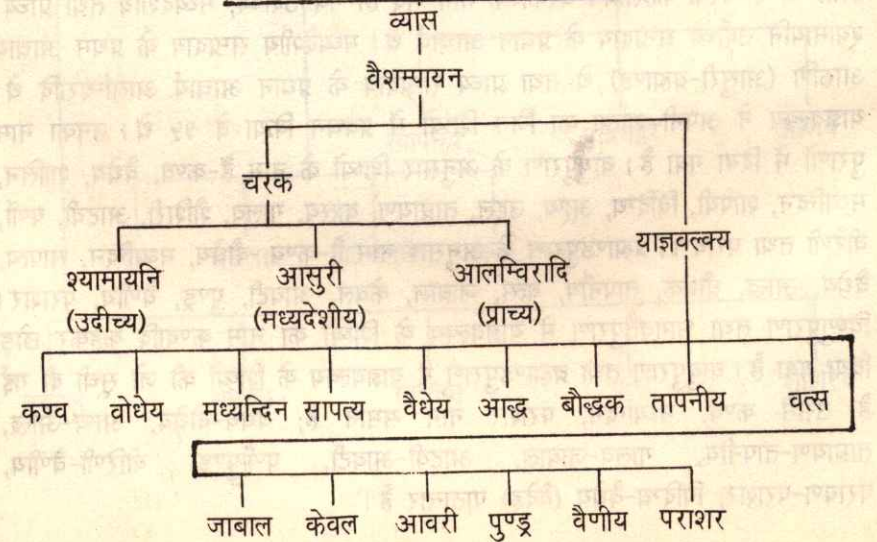 व्यास
वैशम्पायन
चरक
याज्ञवल्क्य
श्यामायनि आसुरी आलम्विरादि
(उदीच्य) (मध्यदेशीय) (प्राच्य)
कण्व वोधेय मध्यन्दिन सापत्य वैधेय आद्ध बौद्धक तापनीय वत्स
जाबाल केवल आवरी पुण्ड्र वैणीय पराशर